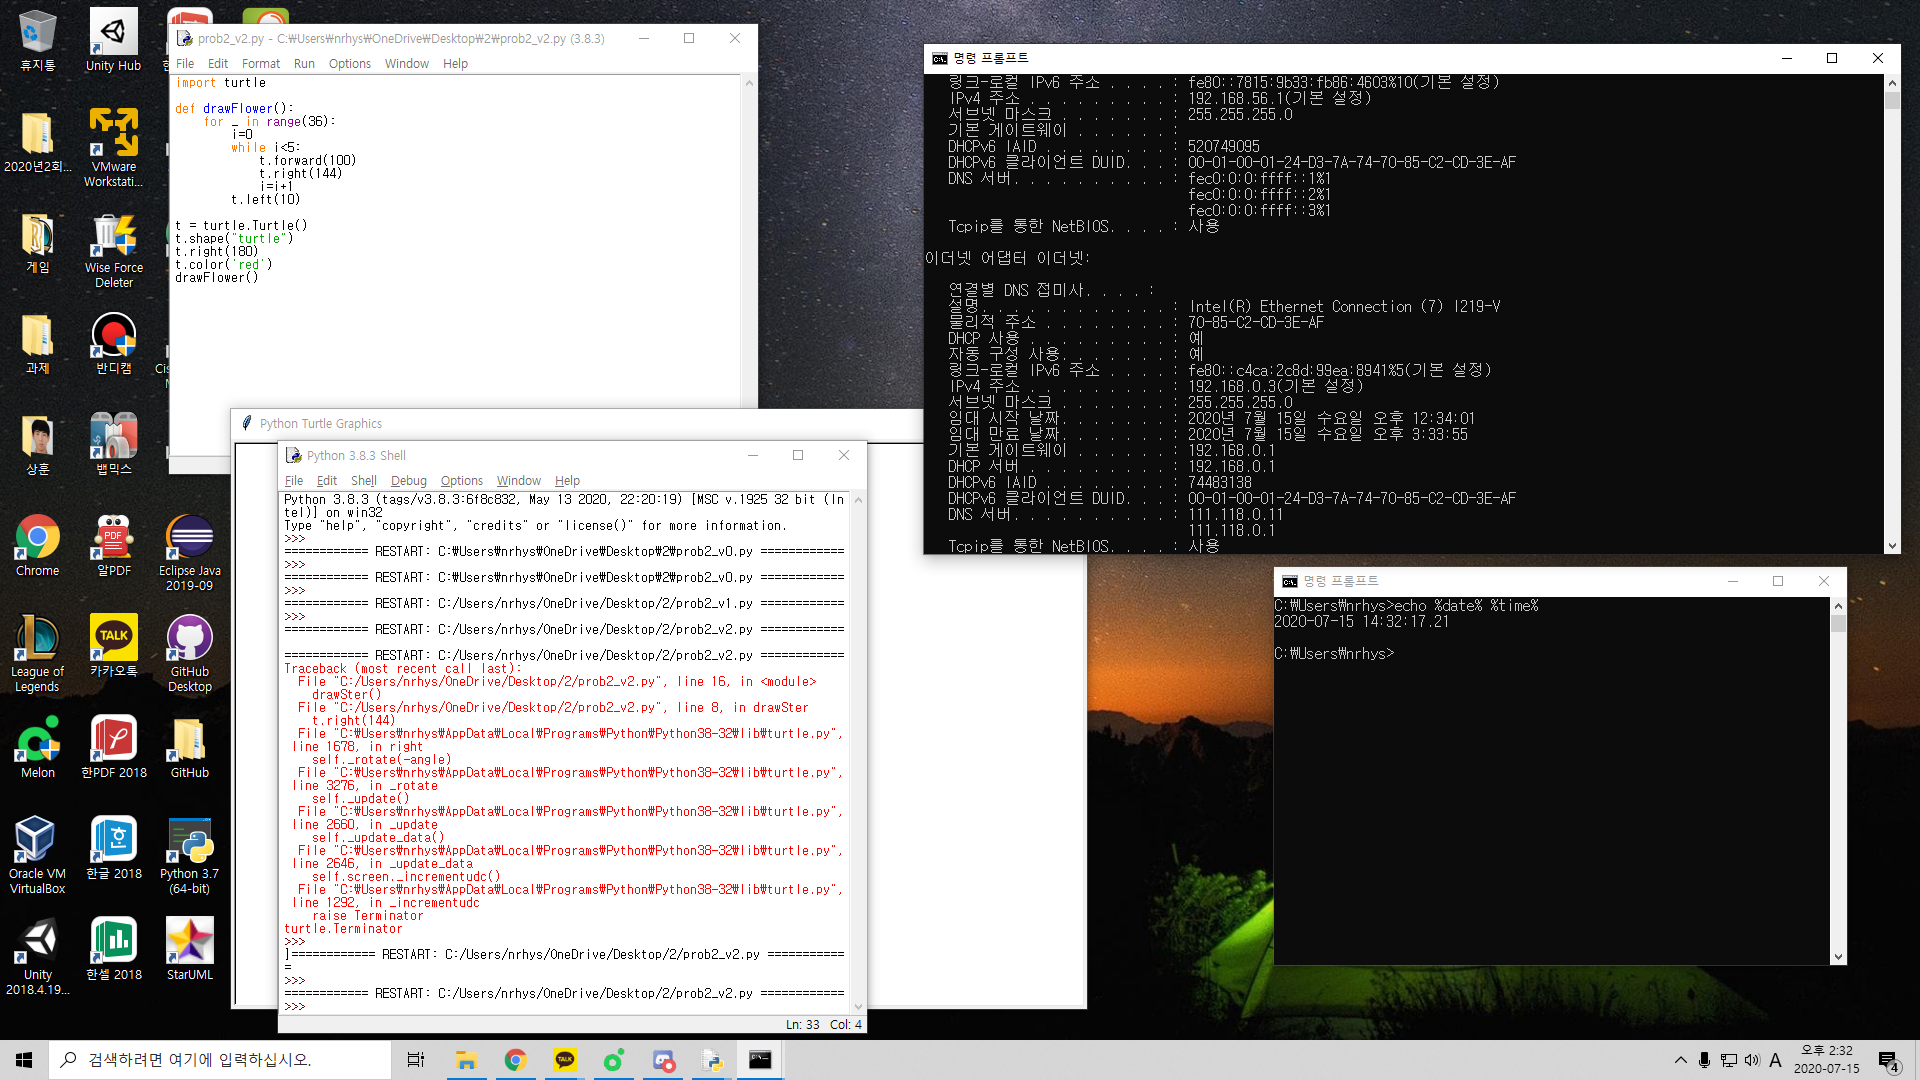 휴지통
Unity Hub
2020년2회...
VMware
Workstati...
게임
Wise Force
Deleter
과제
반디캠
상훈
뱁믹스
Chrome
알PDF
Eclipse Java
2019-09
League of
Legends
카카오톡
GitHub
Desktop
Melon
한PDF 2018
GitHub
Oracle VM
VirtualBox
한글 2018
Python 3.7
(64-bit)
Unity
2018.4.19...
한셀 2018
StarUML
prob2_v2.py - C:\Users\nrhys\OneDrive\Desktop\2\prob2_v2.py (3.8.3)
File Edit Format Run Options Window Help
import turtle
def drawFlower():
    for _ in range(36):
        i=0
        while i<5:
            t.forward(100)
            t.right(144)
            i=i+1
        t.left(10)
t = turtle.Turtle()
t.shape("turtle")
t.right(180)
t.color('red')
drawFlower()
Python Turtle Graphics
Python 3.8.3 Shell
File Edit Shell Debug Options Window Help
Python 3.8.3 (tags/v3.8.3:6f8c832, May 13 2020, 22:20:19) [MSC v.1925 32 bit (In
tel)] on win32
Type "help", "copyright", "credits" or "license()" for more information.
>>>
============ RESTART: C:\Users\nrhys\OneDrive\Desktop\2\prob2_v0.py ============
>>>
============ RESTART: C:\Users\nrhys\OneDrive\Desktop\2\prob2_v0.py ============
>>>
============ RESTART: C:/Users/nrhys/OneDrive/Desktop/2/prob2_v1.py ============
>>>
============ RESTART: C:/Users/nrhys/OneDrive/Desktop/2/prob2_v2.py ============
============ RESTART: C:/Users/nrhys/OneDrive/Desktop/2/prob2_v2.py ============
Traceback (most recent call last):
  File "C:/Users/nrhys/OneDrive/Desktop/2/prob2_v2.py", line 16, in <module>
    drawSter()
  File "C:/Users/nrhys/OneDrive/Desktop/2/prob2_v2.py", line 8, in drawSter
    t.right(144)
  File "C:\Users\nrhys\AppData\Local\Programs\Python\Python38-32\lib\turtle.py",
 line 1678, in right
    self._rotate(-angle)
  File "C:\Users\nrhys\AppData\Local\Programs\Python\Python38-32\lib\turtle.py",
 line 3276, in _rotate
    self._update()
  File "C:\Users\nrhys\AppData\Local\Programs\Python\Python38-32\lib\turtle.py",
 line 2660, in _update
    self._update_data()
  File "C:\Users\nrhys\AppData\Local\Programs\Python\Python38-32\lib\turtle.py",
 line 2646, in _update_data
    self.screen._incrementudc()
  File "C:\Users\nrhys\AppData\Local\Programs\Python\Python38-32\lib\turtle.py",
 line 1292, in _incrementudc
    raise Terminator
turtle.Terminator
>>>
]============ RESTART: C:/Users/nrhys/OneDrive/Desktop/2/prob2_v2.py ===========
=
>>>
============ RESTART: C:/Users/nrhys/OneDrive/Desktop/2/prob2_v2.py ============
>>>
Ln: 33 Col: 4
명령 프롬프트
링크-로컬 IPv6 주소 . . . . : fe80::7815:9b33:fb86:4603%10(기본 설정)
IPv4 주소 . . . . . . . . . : 192.168.56.1(기본 설정)
서브넷 마스크 . . . . . . . : 255.255.255.0
기본 게이트웨이 . . . . . . :
DHCPv6 IAID . . . . . . . . : 520749095
DHCPv6 클라이언트 DUID. . . : 00-01-00-01-24-D3-7A-74-70-85-C2-CD-3E-AF
DNS 서버. . . . . . . . . . : fec0:0:0:ffff::1%1
fec0:0:0:ffff::2%1
fec0:0:0:ffff::3%1
Tcpip를 통한 NetBIOS. . . . : 사용
이더넷 어댑터 이더넷:
연결별 DNS 접미사. . . . :
설명. . . . . . . . . . . . : Intel(R) Ethernet Connection (7) I219-V
물리적 주소 . . . . . . . . : 70-85-C2-CD-3E-AF
DHCP 사용 . . . . . . . . . : 예
자동 구성 사용. . . . . . . : 예
링크-로컬 IPv6 주소 . . . . : fe80::c4ca:2c8d:99ea:8941%5(기본 설정)
IPv4 주소 . . . . . . . . . : 192.168.0.3(기본 설정)
서브넷 마스크 . . . . . . . : 255.255.255.0
임대 시작 날짜. . . . . . . : 2020년 7월 15일 수요일 오후 12:34:01
임대 만료 날짜. . . . . . . : 2020년 7월 15일 수요일 오후 3:33:55
기본 게이트웨이 . . . . . . : 192.168.0.1
DHCP 서버 . . . . . . . . . : 192.168.0.1
DHCPv6 IAID . . . . . . . . : 74483138
DHCPv6 클라이언트 DUID. . . : 00-01-00-01-24-D3-7A-74-70-85-C2-CD-3E-AF
DNS 서버. . . . . . . . . . : 111.118.0.11
111.118.0.1
Tcpip를 통한 NetBIOS. . . . : 사용
명령 프롬프트
C:\Users\nrhys>echo %date% %time%
2020-07-15 14:32:17.21
C:\Users\nrhys>
검색하려면 여기에 입력하십시오.
A
오후 2:32
2020-07-15
4